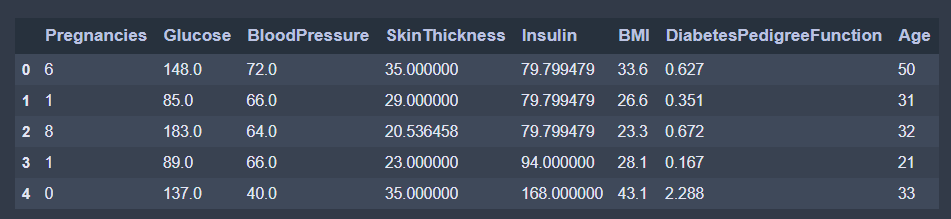 Pregnancies Glucose BloodPressure SkinThickness Insulin BMI DiabetesPedigreeFunction Age
0 6 148.0 72.0 35.000000 79.799479 33.6 0.627 50
1 1 85.0 66.0 29.000000 79.799479 26.6 0.351 31
2 8 183.0 64.0 20.536458 79.799479 23.3 0.672 32
3 1 89.0 66.0 23.000000 94.000000 28.1 0.167 21
4 0 137.0 40.0 35.000000 168.000000 43.1 2.288 33